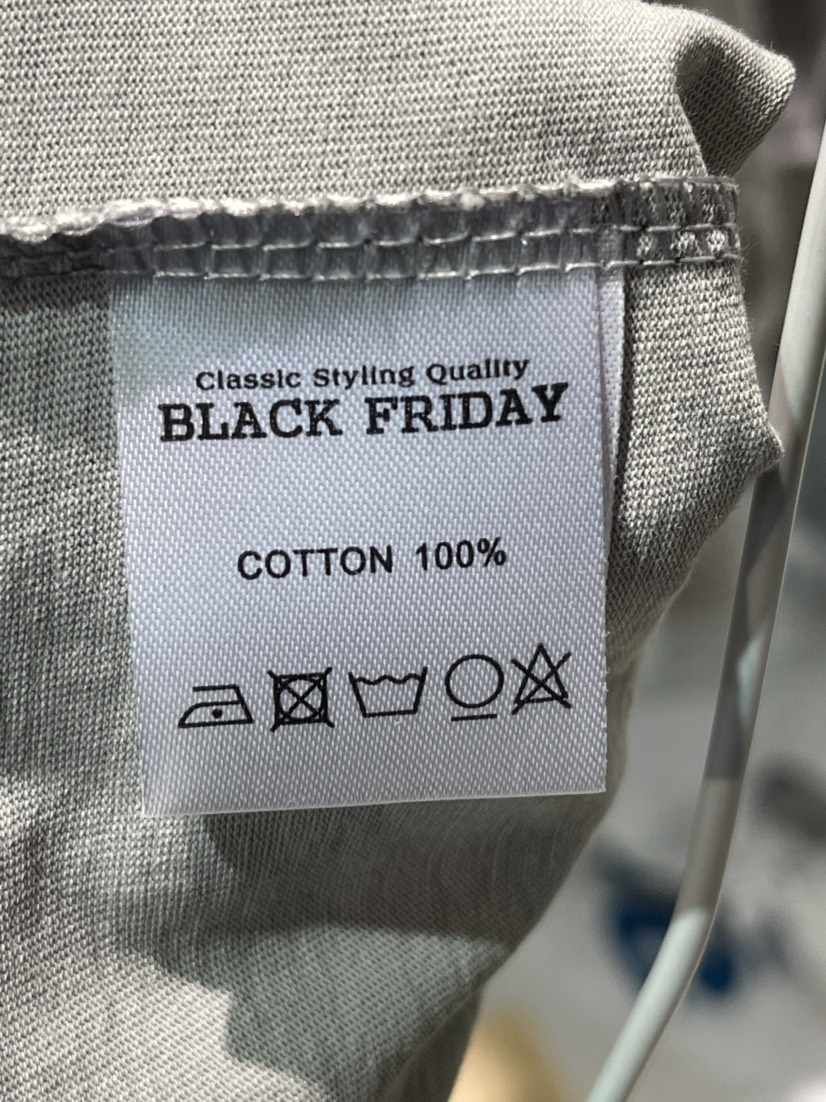 Classic Styling Quality
BLACK FRIDAY
COTTON 100%